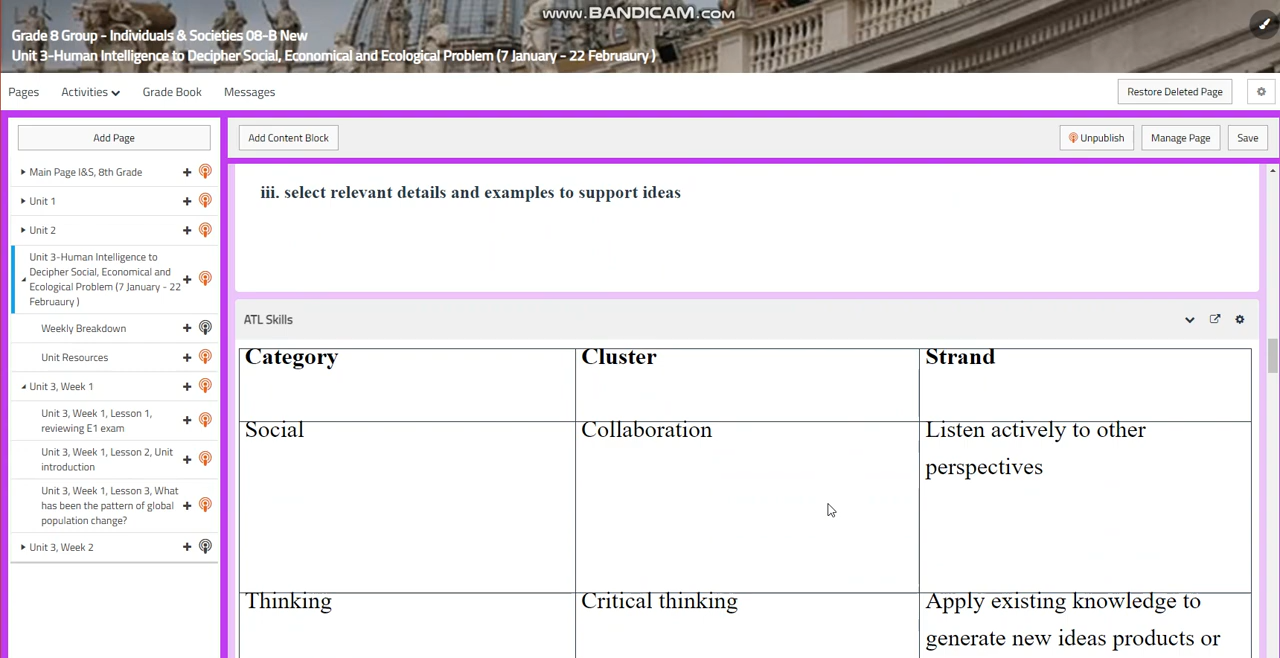 www.BANDICAM.com
Grade 8 Group - Individuals & Societies 08-B New
Unit 3-Human Intelligence to Decipher Social, Economical and Ecological Problem (7 January - 22 Februaury )
Pages
Activities
Grade Book
Messages
Restore Deleted Page
Add Page
Add Content Block
Unpublish
Manage Page
Save
Main Page I&S, 8th Grade
Unit 1
Unit 2
Unit 3-Human Intelligence to
Decipher Social, Economical and
Ecological Problem (7 January - 22
Februaury )
Weekly Breakdown
Unit Resources
Unit 3, Week 1
Unit 3, Week 1, Lesson 1,
reviewing E1 exam
Unit 3, Week 1, Lesson 2, Unit
introduction
Unit 3, Week 1, Lesson 3, What
has been the pattern of global
population change?
Unit 3, Week 2
iii. select relevant details and examples to support ideas
ATL Skills
Category
Cluster
Strand
Social
Collaboration
Listen actively to other
perspectives
Thinking
Critical thinking
Apply existing knowledge to
generate new ideas products or